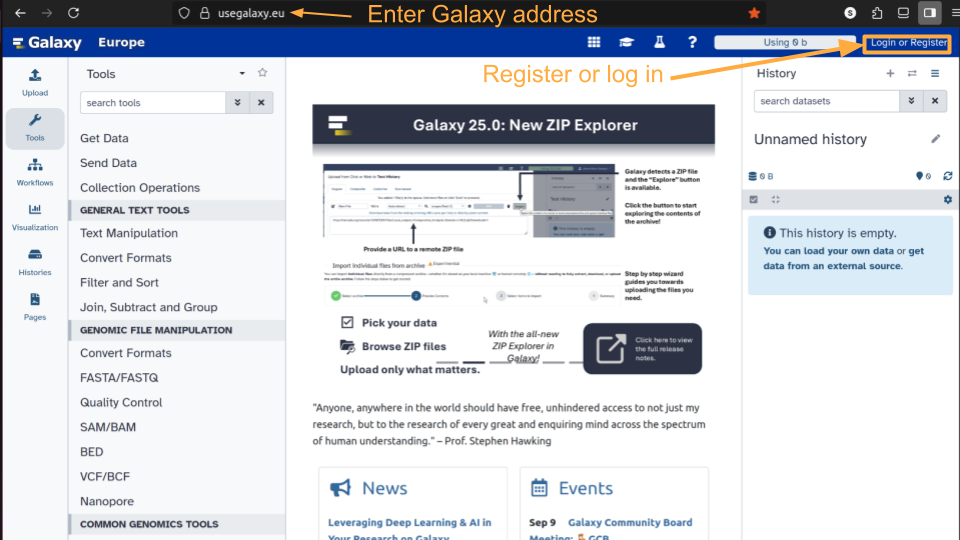 usegalaxy.eu
Enter Galaxy address
Galaxy Europe
?
Using 0 b
Login or Register
Register or log in
Upload
Tools
Workflows
Visualization
Histories
Pages
Tools
search tools
Get Data
Send Data
Collection Operations
GENERAL TEXT TOOLS
Text Manipulation
Convert Formats
Filter and Sort
Join, Subtract and Group
GENOMIC FILE MANIPULATION
Convert Formats
FASTA/FASTQ
Quality Control
SAM/BAM
BED
VCF/BCF
Nanopore
COMMON GENOMICS TOOLS
Galaxy 25.0: New ZIP Explorer
Galaxy detects a ZIP file
and the "Explore" button
is available.
Click the button to start
exploring the contents of
the archive!
Provide a URL to a remote ZIP file
Import individual files from archive
Experimental
Step by step wizard
guides you towards
uploading the files you
need.
Pick your data
Browse ZIP files
Upload only what matters.
With the all-new
ZIP Explorer in
Galaxy!
Click here to view
the full release
notes.
"Anyone, anywhere in the world should have free, unhindered access to not just my
research, but to the research of every great and enquiring mind across the spectrum
of human understanding." – Prof. Stephen Hawking
News
Leveraging Deep Learning & AI in
Your Research on Galaxy
Events
Sep 9 Galaxy Community Board
Meeting: GCB
History
search datasets
Unnamed history
0 B
0
This history is empty.
You can load your own data or get
data from an external source.